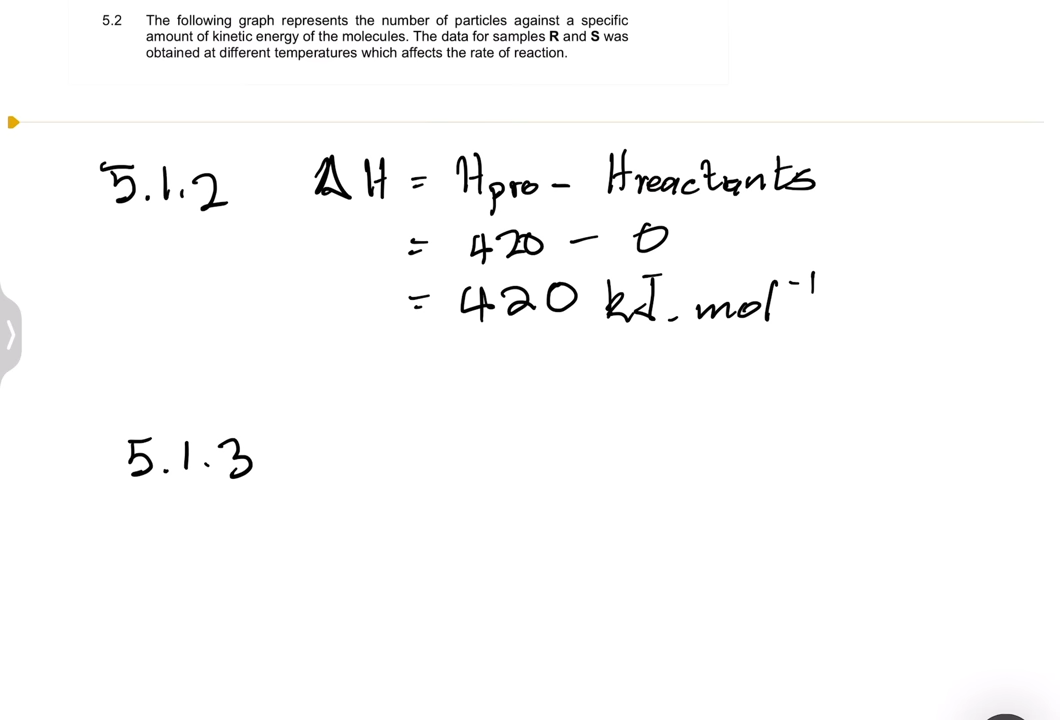 5.2 The following graph represents the number of particles against a specific
amount of kinetic energy of the molecules. The data for samples R and S was
obtained at different temperatures which affects the rate of reaction.
5.1.2 ΔH = Hpro - Hreactants
= 420 - 0
= 420 kJ. mol⁻¹
5.1.3